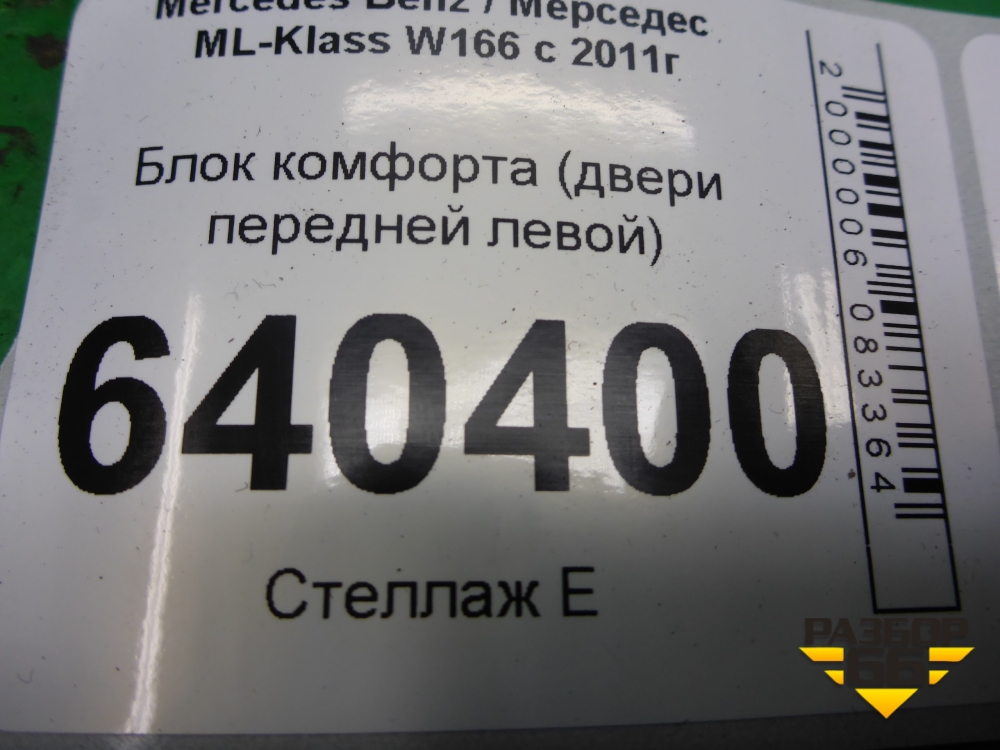 Mercedes Benz / Мерседес
ML-Klass W166 с 2011г
Блок комфорта (двери
передней левой)
640400
Стеллаж E
2000006083364
РАЗБОР
66